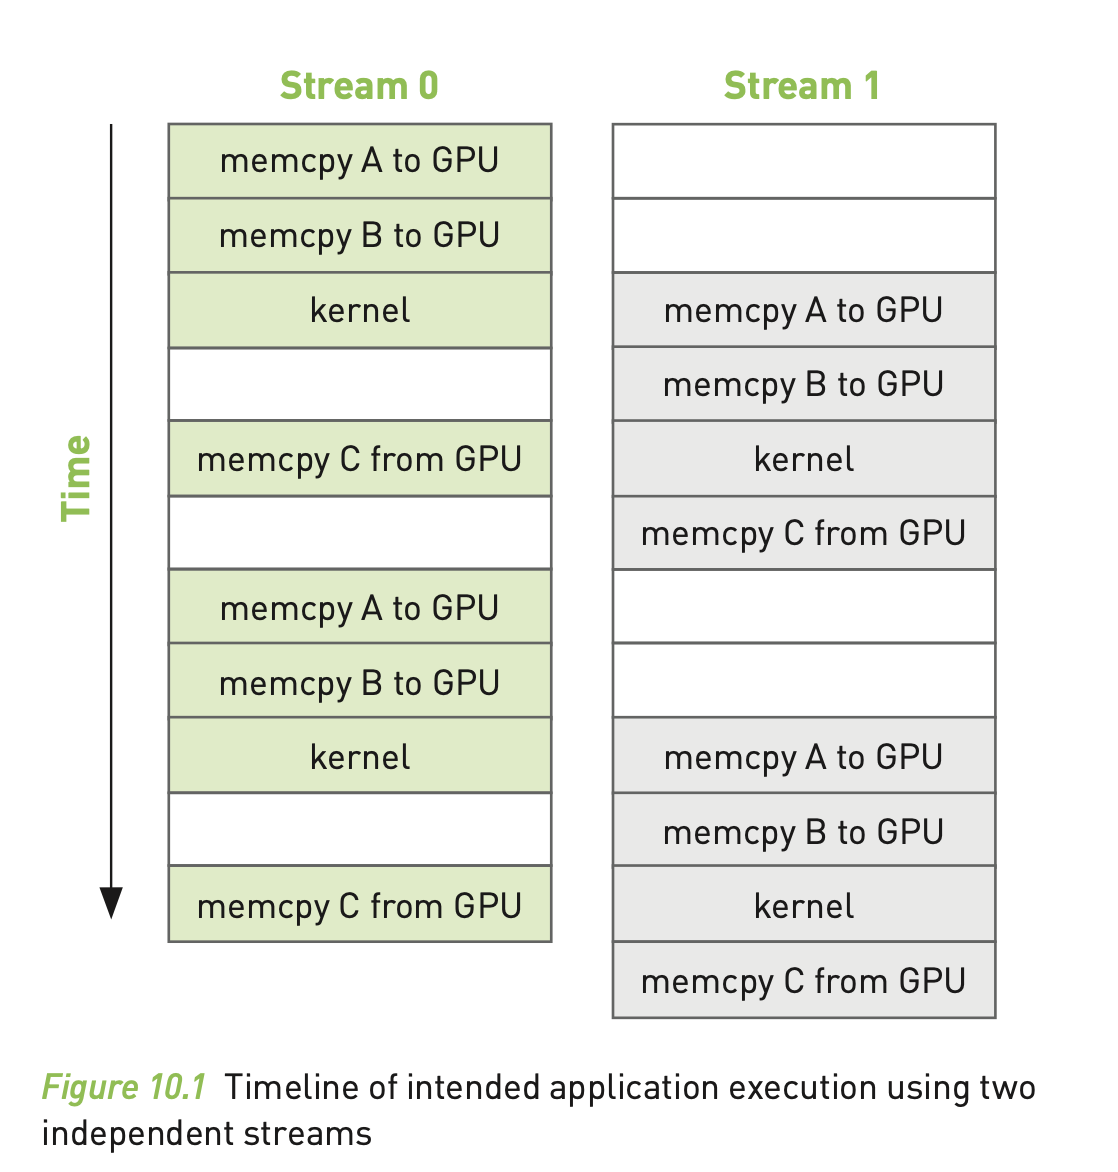 Stream 0
Stream 1
Time
memcpy A to GPU
memcpy B to GPU
kernel
memcpy C from GPU
memcpy A to GPU
memcpy B to GPU
kernel
memcpy C from GPU
memcpy A to GPU
memcpy B to GPU
kernel
memcpy C from GPU
memcpy A to GPU
memcpy B to GPU
kernel
memcpy C from GPU
Figure 10.1 Timeline of intended application execution using two
independent streams